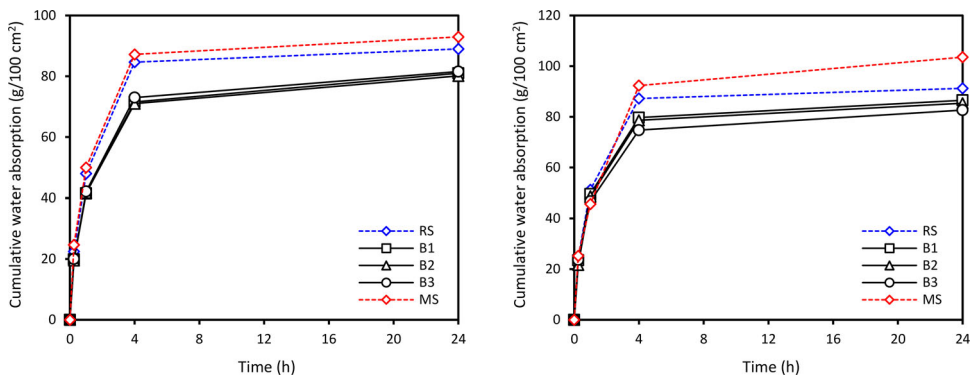 Cumulative water absorption (g/100 cm²)
100
80
60
40
20
0
RS
B1
B2
B3
MS
0 4 8 12 16 20 24
Time (h)
Cumulative water absorption (g/100 cm²)
120
100
80
60
40
20
0
RS
B1
B2
B3
MS
0 4 8 12 16 20 24
Time (h)